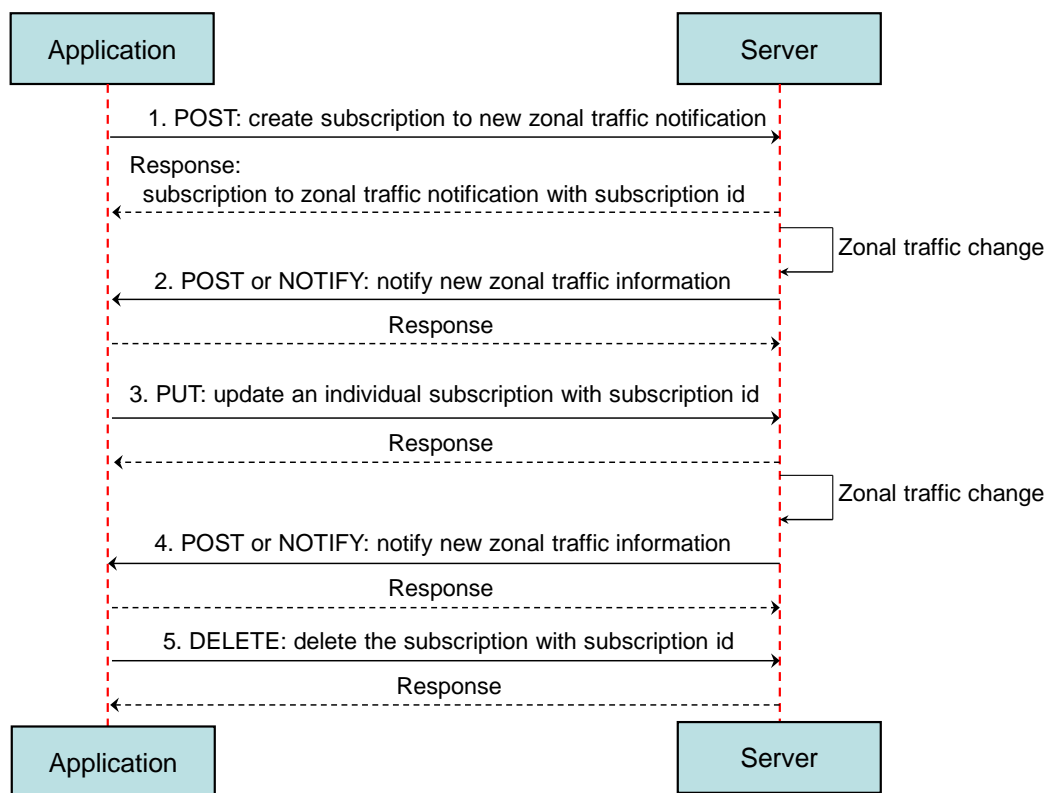 Application
Server
1. POST: create subscription to new zonal traffic notification
Response:
subscription to zonal traffic notification with subscription id
Zonal traffic change
2. POST or NOTIFY: notify new zonal traffic information
Response
3. PUT: update an individual subscription with subscription id
Response
Zonal traffic change
4. POST or NOTIFY: notify new zonal traffic information
Response
5. DELETE: delete the subscription with subscription id
Response
Application
Server